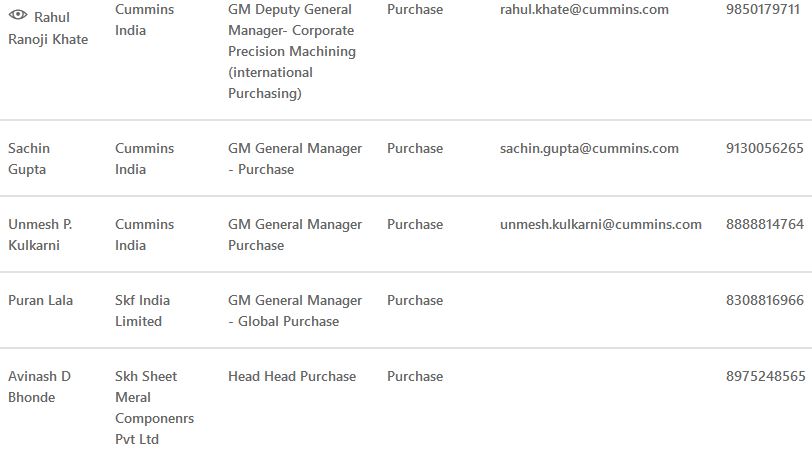 Rahul Ranoji Khate Cummins India GM Deputy General Manager- Corporate Precision Machining (international Purchasing) Purchase rahul.khate@cummins.com 9850179711
Sachin Gupta Cummins India GM General Manager - Purchase Purchase sachin.gupta@cummins.com 9130056265
Unmesh P. Kulkarni Cummins India GM General Manager Purchase Purchase unmesh.kulkarni@cummins.com 8888814764
Puran Lala Skf India Limited GM General Manager - Global Purchase Purchase 8308816966
Avinash D Bhonde Skh Sheet Meral Componenrs Pvt Ltd Head Head Purchase Purchase 8975248565